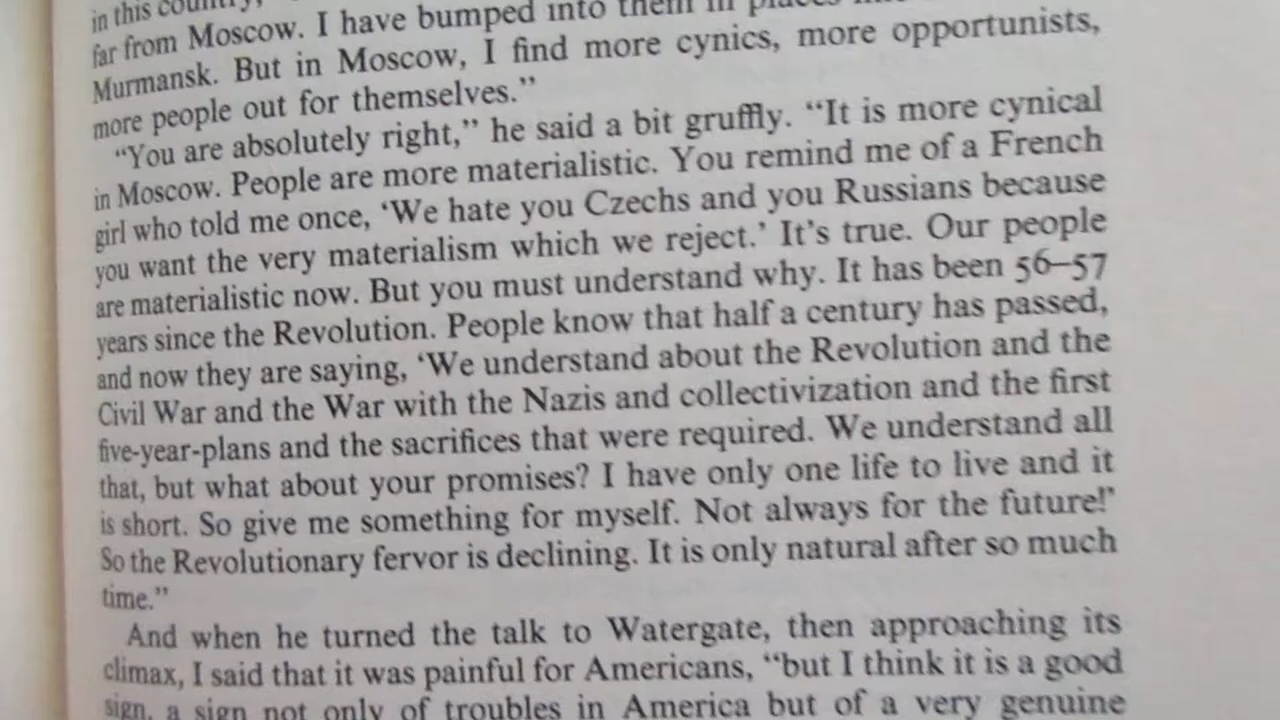 in this country,
far from Moscow. I have bumped into them in places
Murmansk. But in Moscow, I find more cynics, more opportunists,
more people out for themselves.”
“You are absolutely right,” he said a bit gruffly. “It is more cynical
in Moscow. People are more materialistic. You remind me of a French
girl who told me once, ‘We hate you Czechs and you Russians because
you want the very materialism which we reject.’ It’s true. Our people
are materialistic now. But you must understand why. It has been 56–57
years since the Revolution. People know that half a century has passed,
and now they are saying, ‘We understand about the Revolution and the
Civil War and the War with the Nazis and collectivization and the first
five-year-plans and the sacrifices that were required. We understand all
that, but what about your promises? I have only one life to live and it
is short. So give me something for myself. Not always for the future!’
So the Revolutionary fervor is declining. It is only natural after so much
time.”
And when he turned the talk to Watergate, then approaching its
climax, I said that it was painful for Americans, “but I think it is a good
sign, a sign not only of troubles in America but of a very genuine